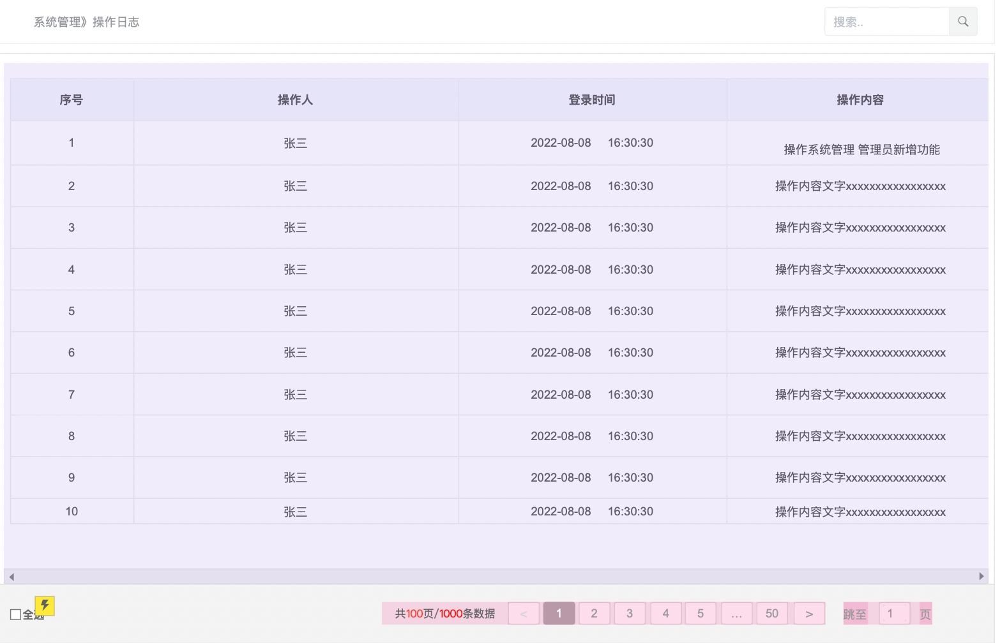 系统管理》操作日志
搜索..
序号 操作人 登录时间 操作内容
1 张三 2022-08-08 16:30:30 操作系统管理 管理员新增功能
2 张三 2022-08-08 16:30:30 操作内容文字xxxxxxxxxxxxxxxxx
3 张三 2022-08-08 16:30:30 操作内容文字xxxxxxxxxxxxxxxxx
4 张三 2022-08-08 16:30:30 操作内容文字xxxxxxxxxxxxxxxxx
5 张三 2022-08-08 16:30:30 操作内容文字xxxxxxxxxxxxxxxxx
6 张三 2022-08-08 16:30:30 操作内容文字xxxxxxxxxxxxxxxxx
7 张三 2022-08-08 16:30:30 操作内容文字xxxxxxxxxxxxxxxxx
8 张三 2022-08-08 16:30:30 操作内容文字xxxxxxxxxxxxxxxxx
9 张三 2022-08-08 16:30:30 操作内容文字xxxxxxxxxxxxxxxxx
10 张三 2022-08-08 16:30:30 操作内容文字xxxxxxxxxxxxxxxxx
全选 共100页/1000条数据 < 1 2 3 4 5 ... 50 > 跳至 1 页